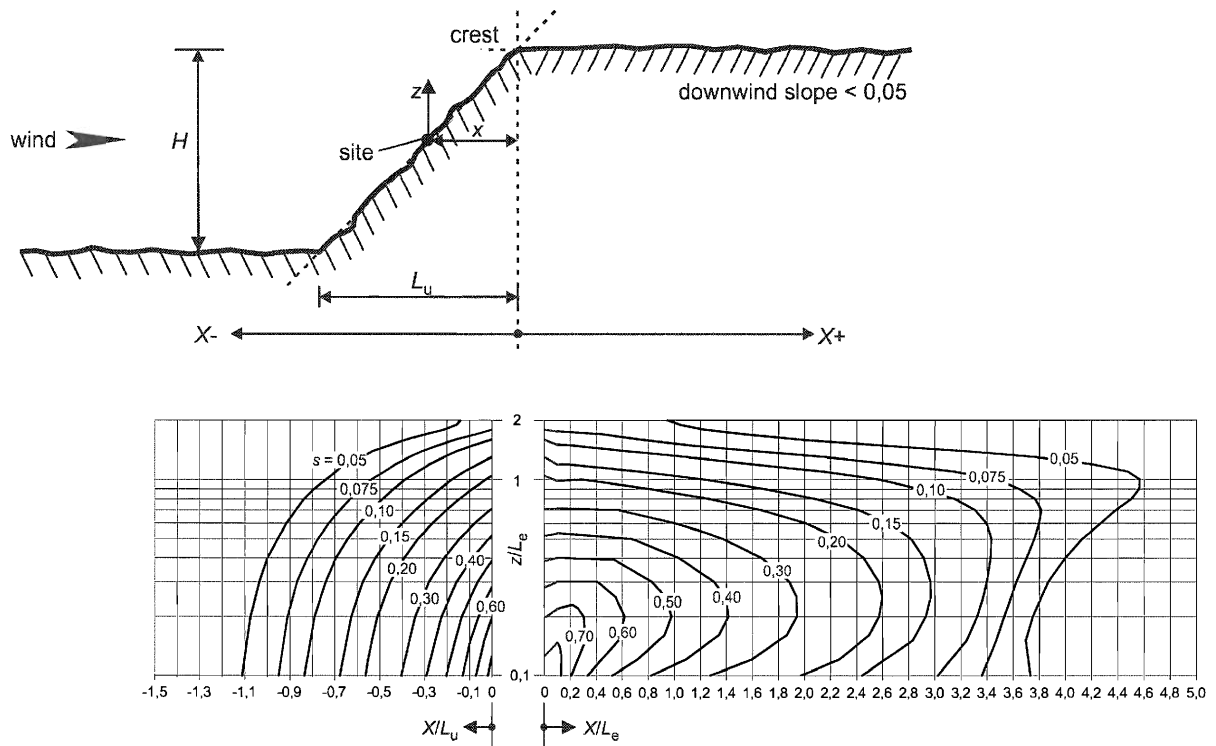 crest
downwind slope < 0,05
z
wind
H
x
site
L u
X-
X+
2
s = 0,05
0,05
0,075
0,075
1
0,10
0,10
0,15
0,15
z/Le
0,20
0,20
0,30
0,40
0,30
0,40
0,50
0,60
0,60
0,70
0,1
-1,5 -1,3 -1,1 -0,9 -0,7 -0,5 -0,3 -0,1 0 0 0,2 0,4 0,6 0,8 1,0 1,2 1,4 1,6 1,8 2,0 2,2 2,4 2,6 2,8 3,0 3,2 3,4 3,6 3,8 4,0 4,2 4,4 4,6 4,8 5,0
X/Lu X/Le